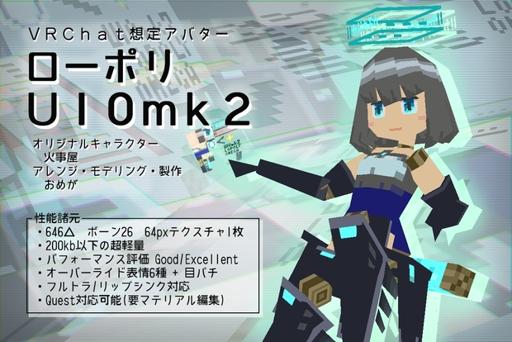 VRChat想定アバター
ローポリ
U10mk2
オリジナルキャラクター
火事屋
アレンジ・モデリング・製作
おめが
性能諸元
・646△ ボーン26 64pxテクスチャ1枚
・200kb以下の超軽量
・パフォーマンス評価 Good/Excellent
・オーバーライド表情6種 + 目パチ
・フルトラ/リップシンク対応
・Quest対応可能(要マテリアル編集)